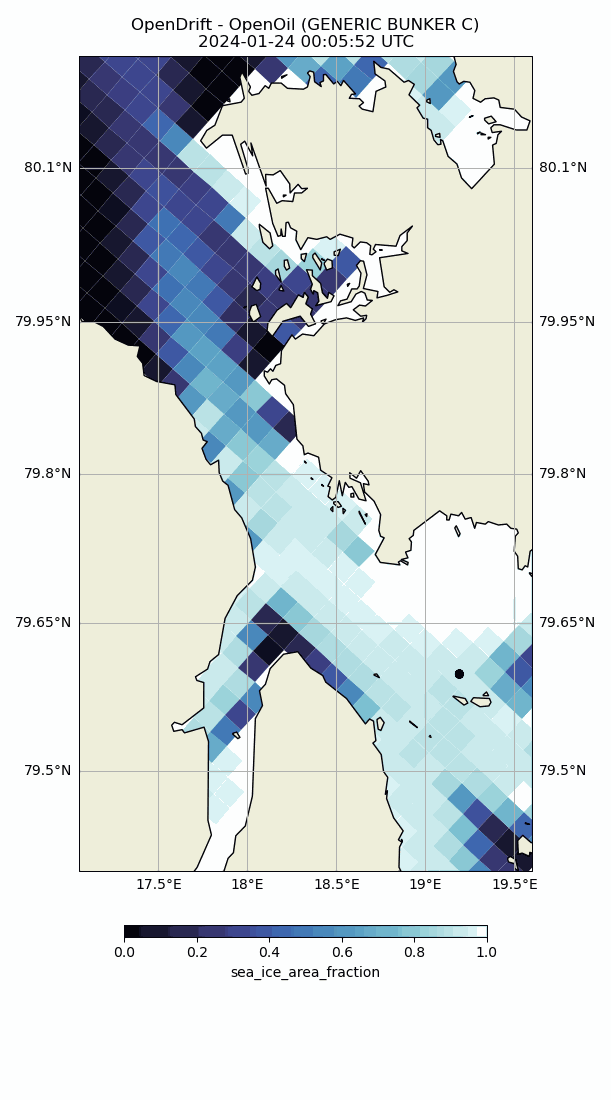 OpenDrift - OpenOil (GENERIC BUNKER C)
2024-01-24 00:05:52 UTC
80.1°N 80.1°N
79.95°N 79.95°N
79.8°N 79.8°N
79.65°N 79.65°N
79.5°N 79.5°N
17.5°E 18°E 18.5°E 19°E 19.5°E
0.0 0.2 0.4 0.6 0.8 1.0
sea_ice_area_fraction